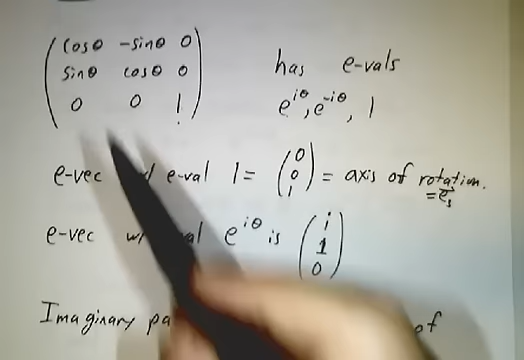 ( cosθ -sinθ 0 ) has e-vals
( sinθ cosθ 0 ) e^{iθ}, e^{-iθ}, 1
( 0 0 1 )
e-vec e-val 1 = (0 0 1) = axis of rotation.
= e₃
e-vec e^{iθ} is (i 1 0)
Imaginary of